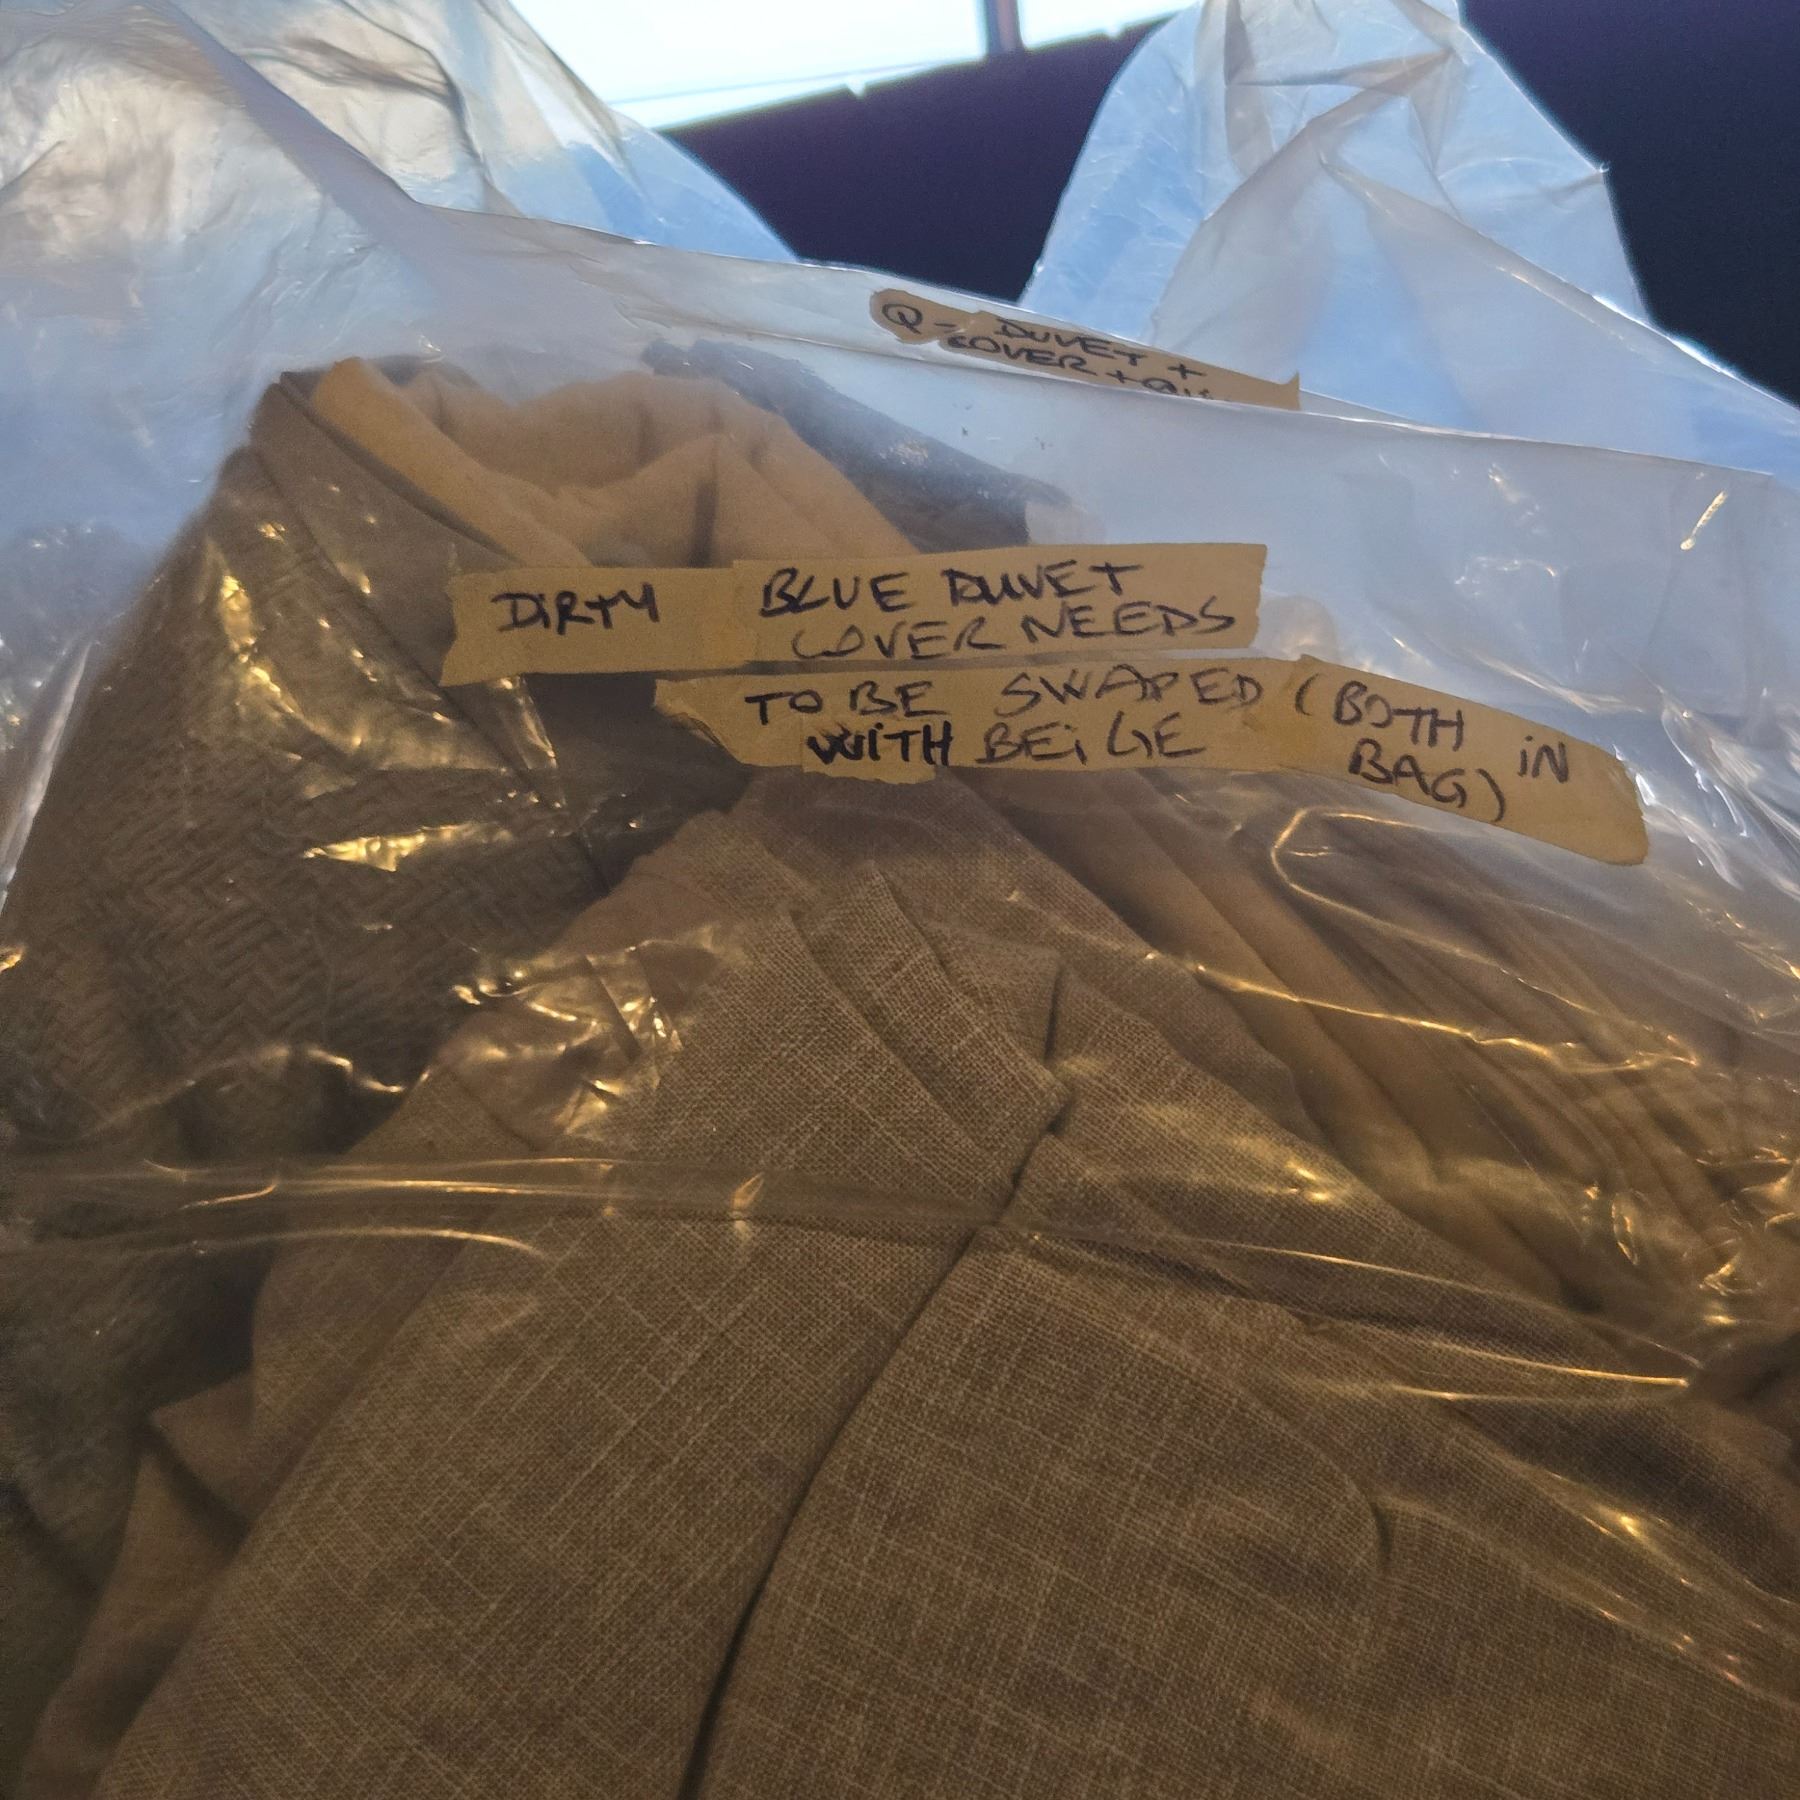 Q - DUVET +
COVER +
DIRTY BLUE DUVET
COVER NEEDS
TO BE SWAPED (BOTH IN
WITH BEIGE BAG)